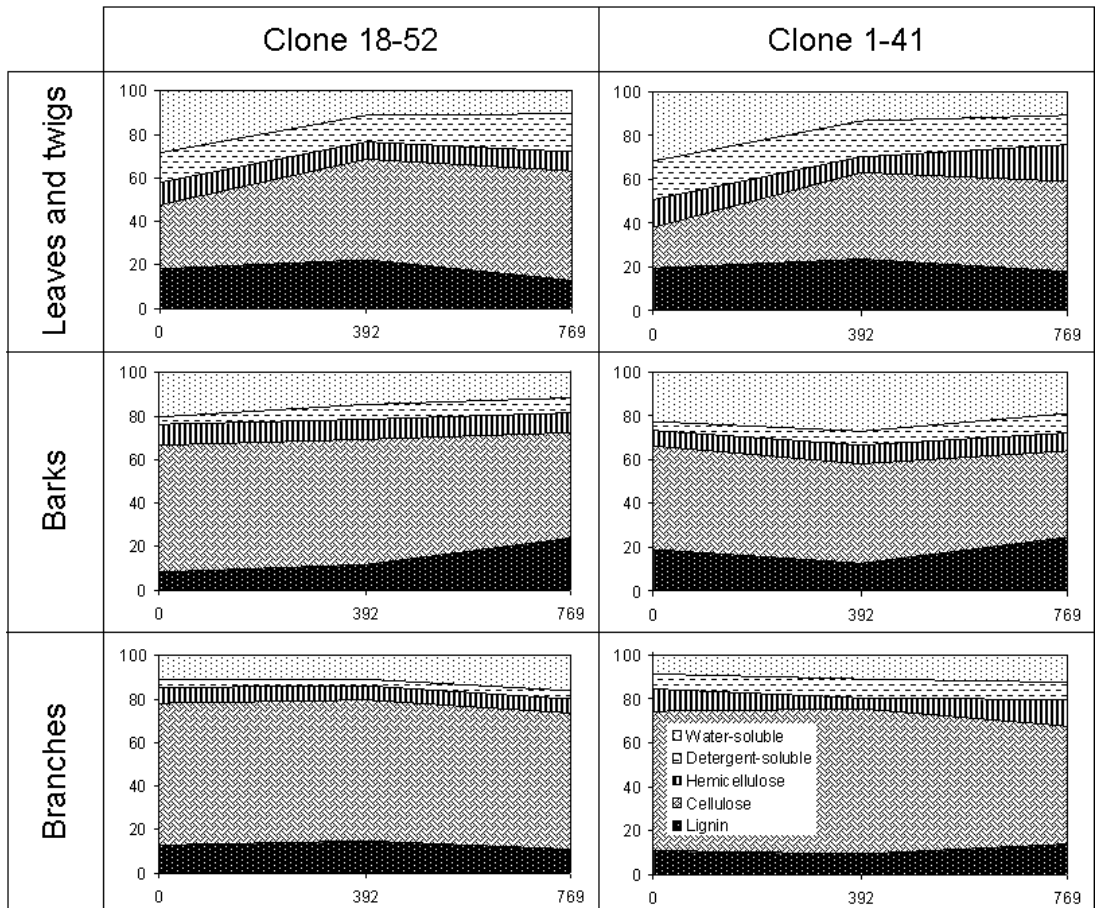 Clone 18-52
Clone 1-41
Leaves and twigs
100
80
60
40
20
0
0 392 769
100
80
60
40
20
0
0 392 769
Barks
100
80
60
40
20
0
0 392 769
100
80
60
40
20
0
0 392 769
Branches
100
80
60
40
20
0
0 392 769
100
80
60
40
20
0
0 392 769
Water-soluble
Detergent-soluble
Hemicellulose
Cellulose
Lignin